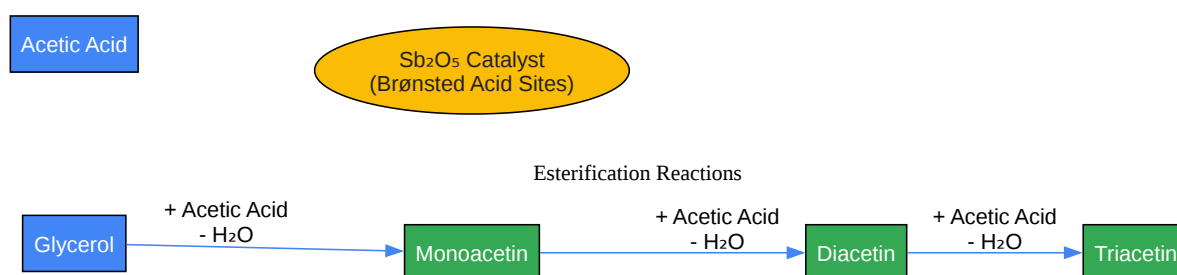 Acetic Acid
Sb₂O₅ Catalyst
(Brønsted Acid Sites)
Esterification Reactions
+ Acetic Acid
- H₂O
+ Acetic Acid
- H₂O
+ Acetic Acid
- H₂O
Glycerol
Monoacetin
Diacetin
Triacetin